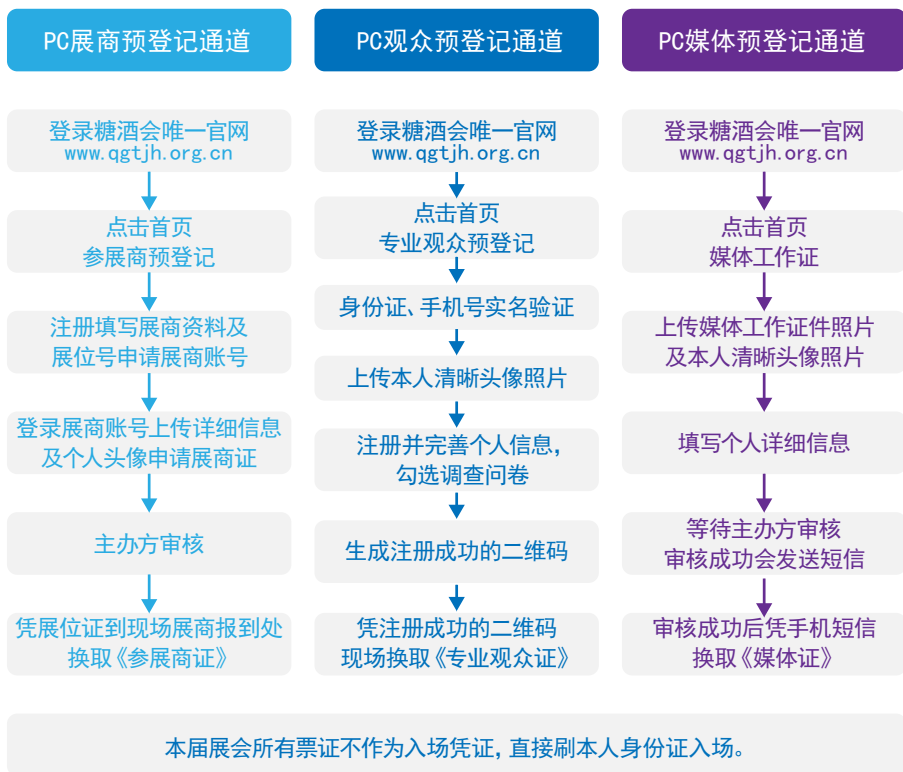 PC展商预登记通道
登录糖酒会唯一官网
www.qgtjh.org.cn
点击首页
参展商预登记
注册填写展商资料及
展位号申请展商账号
登录展商账号上传详细信息
及个人头像申请展商证
主办方审核
凭展位证到现场展商报到处
换取《参展商证》
PC观众预登记通道
登录糖酒会唯一官网
www.qgtjh.org.cn
点击首页
专业观众预登记
身份证、手机号实名验证
上传本人清晰头像照片
注册并完善个人信息,
勾选调查问卷
生成注册成功的二维码
凭注册成功的二维码
现场换取《专业观众证》
PC媒体预登记通道
登录糖酒会唯一官网
www.qgtjh.org.cn
点击首页
媒体工作证
上传媒体工作证件照片
及本人清晰头像照片
填写个人详细信息
等待主办方审核
审核成功会发送短信
审核成功后凭手机短信
换取《媒体证》
本届展会所有票证不作为入场凭证,直接刷本人身份证入场。